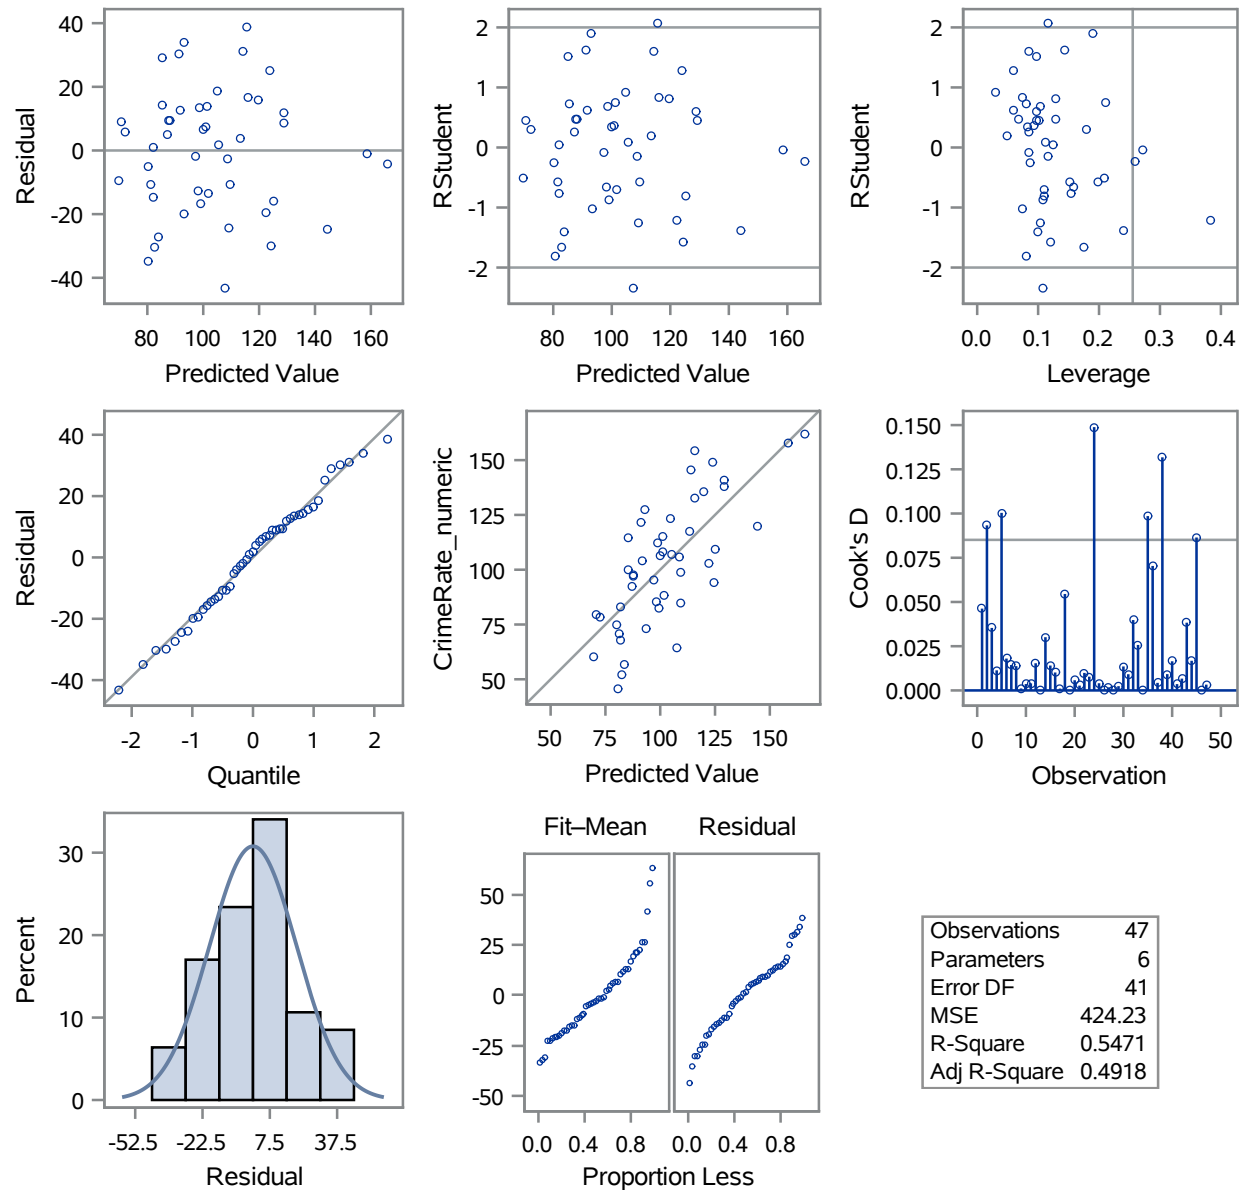 40
20
0
-20
-40
Residual
80 100 120 140 160
Predicted Value
2
1
0
-1
-2
RStudent
80 100 120 140 160
Predicted Value
2
1
0
-1
-2
RStudent
0.0 0.1 0.2 0.3 0.4
Leverage
40
20
0
-20
-40
Residual
-2 -1 0 1 2
Quantile
150
125
100
75
50
CrimeRate_numeric
50 75 100 125 150
Predicted Value
0.150
0.125
0.100
0.075
0.050
0.025
0.000
Cook's D
0 10 20 30 40 50
Observation
30
20
10
0
Percent
-52.5 -22.5 7.5 37.5
Residual
Fit–Mean Residual
50
25
0
-25
-50
0.0 0.4 0.8 0.0 0.4 0.8
Proportion Less
Observations 47
Parameters 6
Error DF 41
MSE 424.23
R-Square 0.5471
Adj R-Square 0.4918